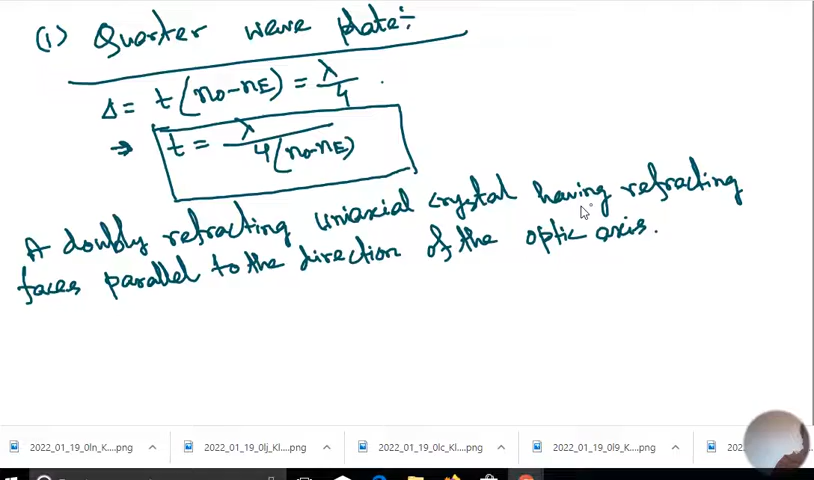 (1) Quarter wave plate:
Δ = t(no-nE) = λ/4 .
→ t = λ/4(no-nE)
A doubly refracting uniaxial crystal having refracting
faces parallel to the direction of the optic axis.
2022_01_19_0ln_K....png 2022_01_19_0lj_Kl....png 2022_01_19_0lc_Kl....png 2022_01_19_0l9_K....png 202